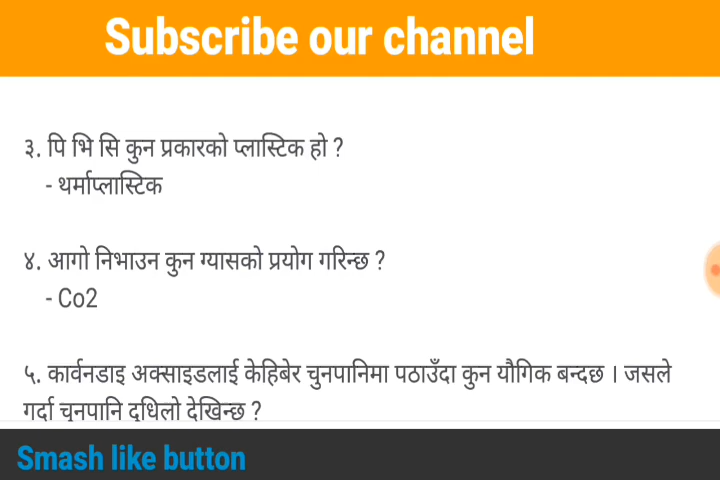 Subscribe our channel
३. पि भि सि कुन प्रकारको प्लास्टिक हो ?
- थर्माप्लास्टिक
४. आगो निभाउन कुन ग्यासको प्रयोग गरिन्छ ?
- Co2
५. कार्वनडाइ अक्साइडलाई केहिबेर चुनपानिमा पठाउँदा कुन यौगिक बन्दछ । जसले
गर्दा चुनपानि दुधिलो देखिन्छ ?
Smash like button